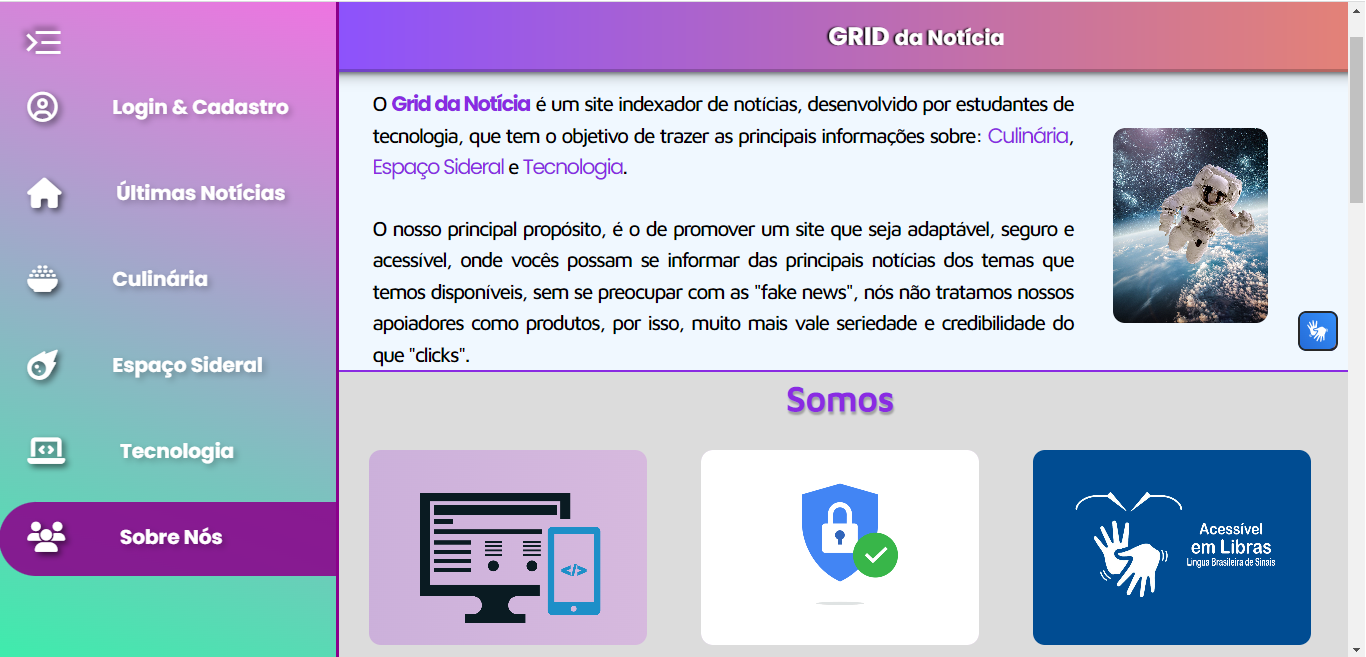 GRID da Notícia
Login & Cadastro
Últimas Notícias
Culinária
Espaço Sideral
Tecnologia
Sobre Nós
O Grid da Notícia é um site indexador de notícias, desenvolvido por estudantes de
tecnologia, que tem o objetivo de trazer as principais informações sobre: Culinária,
Espaço Sideral e Tecnologia.
O nosso principal propósito, é o de promover um site que seja adaptável, seguro e
acessível, onde vocês possam se informar das principais notícias dos temas que
temos disponíveis, sem se preocupar com as "fake news", nós não tratamos nossos
apoiadores como produtos, por isso, muito mais vale seriedade e credibilidade do
que "clicks".
Somos
</>
Acessível
em Libras
Língua Brasileira de Sinais